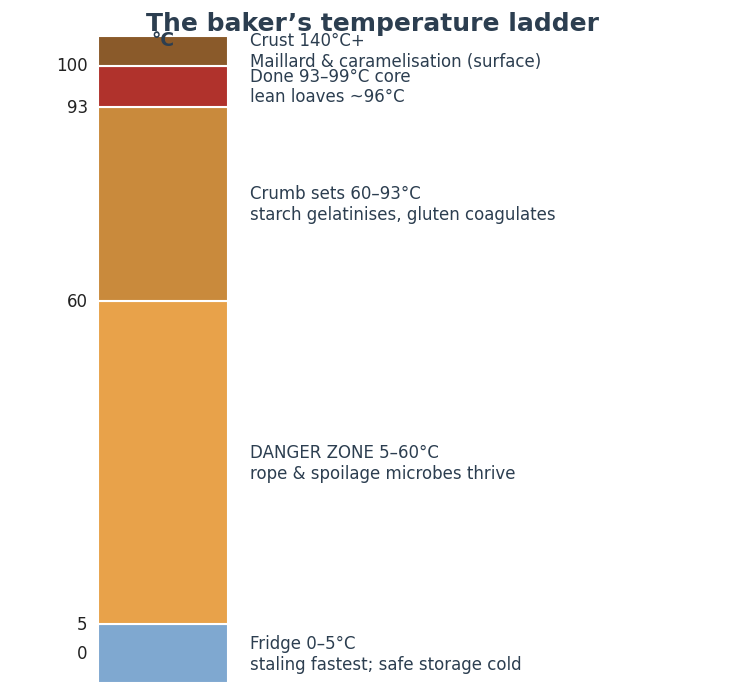 The baker’s temperature ladder
°C
Crust 140°C+
Maillard & caramelisation (surface)
100
Done 93–99°C core
lean loaves ~96°C
93
Crumb sets 60–93°C
starch gelatinises, gluten coagulates
60
DANGER ZONE 5–60°C
rope & spoilage microbes thrive
5
Fridge 0–5°C
0
staling fastest; safe storage cold